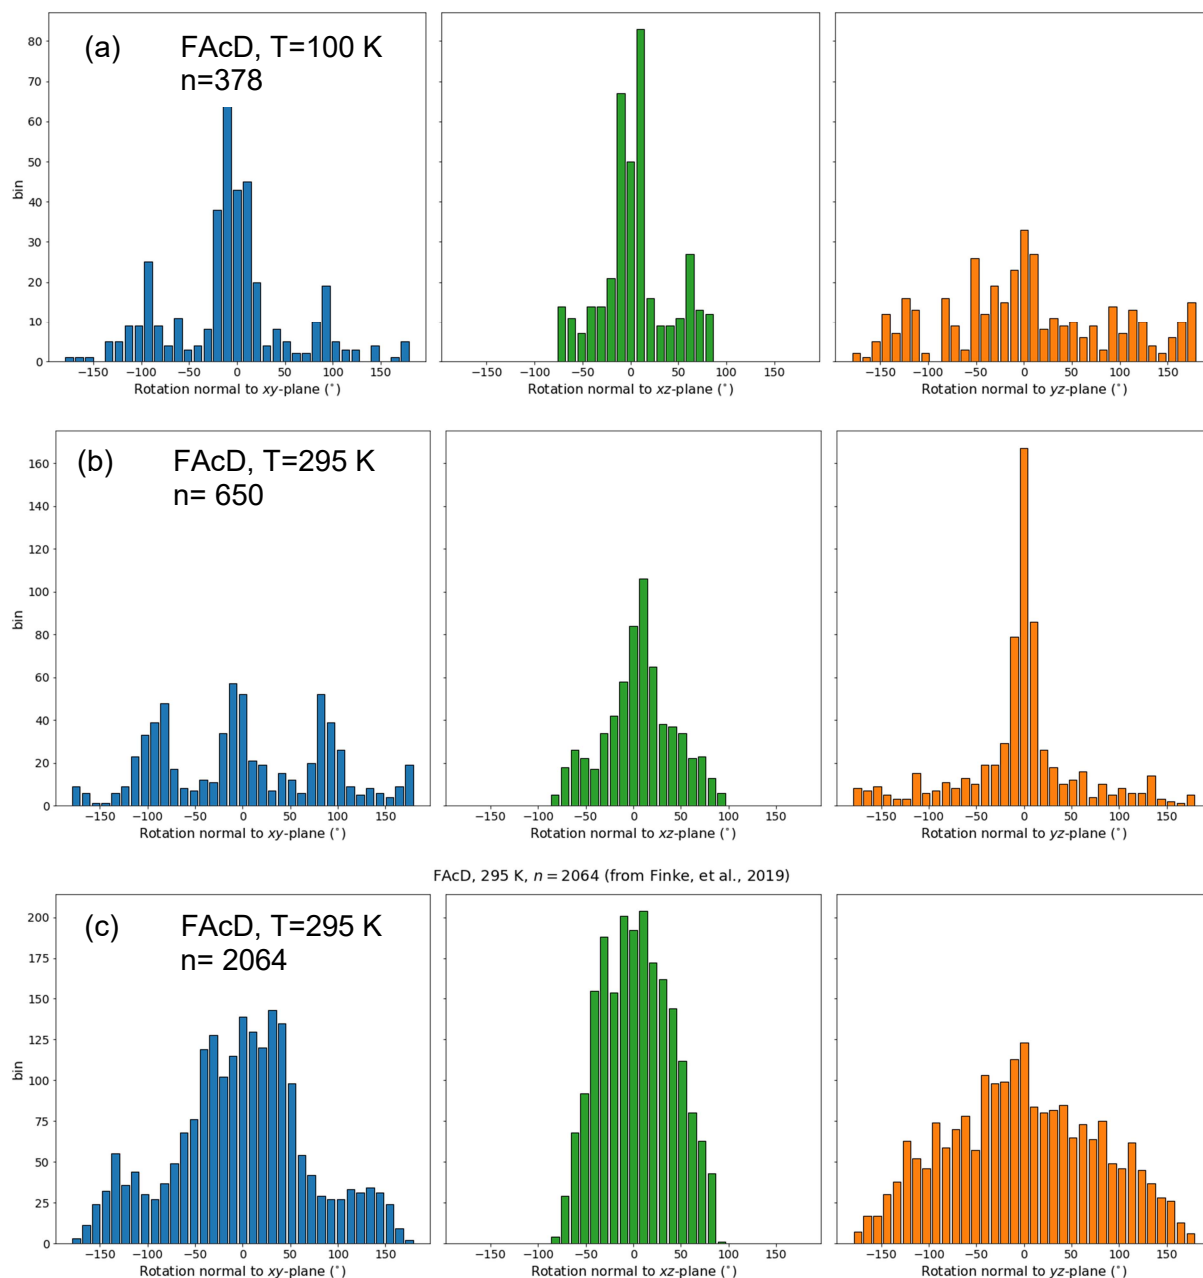 (a) FAcD, T=100 K
n=378
80
70
60
50
40
30
20
10
0
bin
−150 −100 −50 0 50 100 150
Rotation normal to xy-plane (°)
−150 −100 −50 0 50 100 150
Rotation normal to xz-plane (°)
−150 −100 −50 0 50 100 150
Rotation normal to yz-plane (°)
(b) FAcD, T=295 K
n= 650
160
140
120
100
80
60
40
20
0
bin
−150 −100 −50 0 50 100 150
Rotation normal to xy-plane (°)
−150 −100 −50 0 50 100 150
Rotation normal to xz-plane (°)
−150 −100 −50 0 50 100 150
Rotation normal to yz-plane (°)
FAcD, 295 K, n = 2064 (from Finke, et al., 2019)
(c) FAcD, T=295 K
n= 2064
200
175
150
125
100
75
50
25
0
bin
−150 −100 −50 0 50 100 150
Rotation normal to xy-plane (°)
−150 −100 −50 0 50 100 150
Rotation normal to xz-plane (°)
−150 −100 −50 0 50 100 150
Rotation normal to yz-plane (°)